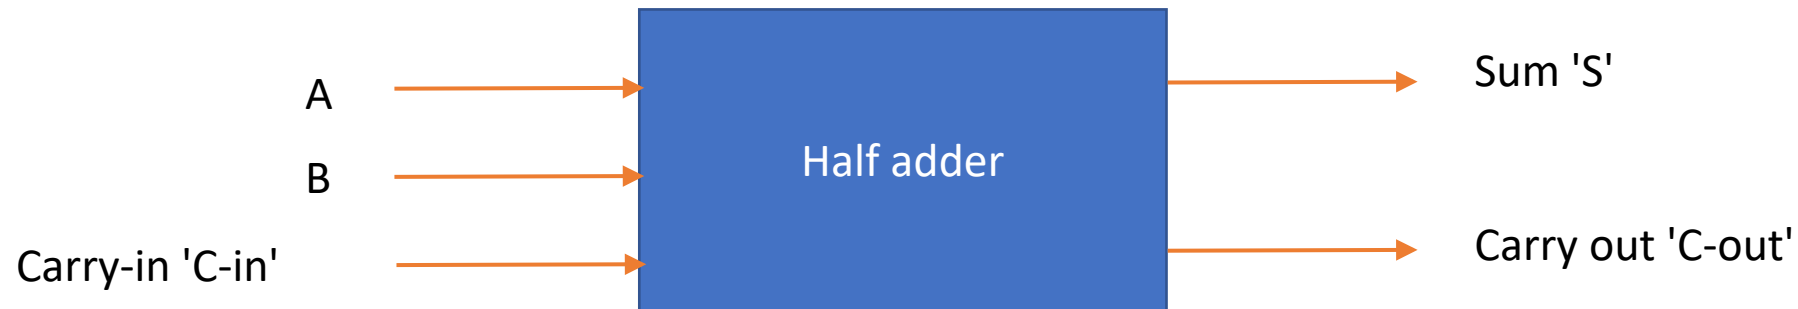 A
B
Carry-in 'C-in'
Half adder
Sum 'S'
Carry out 'C-out'